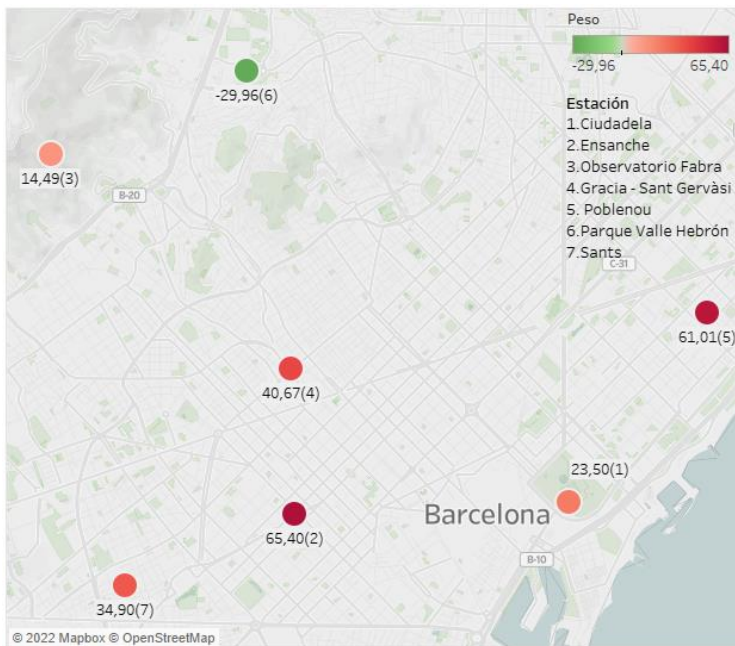 Peso
-29,96 65,40
Estación
1.Ciudadela
2.Ensanche
3.Observatorio Fabra
4.Gracia - Sant Gervàsi
5. Poblenou
6.Parque Valle Hebrón
7.Sants
C-31
-29,96(6)
14,49(3)
B-20
61,01(5)
40,67(4)
23,50(1)
Barcelona
65,40(2)
B-10
34,90(7)
© 2022 Mapbox © OpenStreetMap